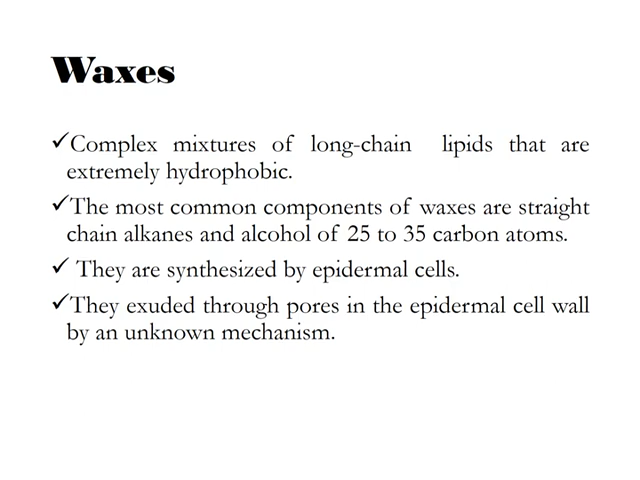 Waxes
✓Complex mixtures of long-chain lipids that are
extremely hydrophobic.
✓The most common components of waxes are straight
chain alkanes and alcohol of 25 to 35 carbon atoms.
✓ They are synthesized by epidermal cells.
✓They exuded through pores in the epidermal cell wall
by an unknown mechanism.